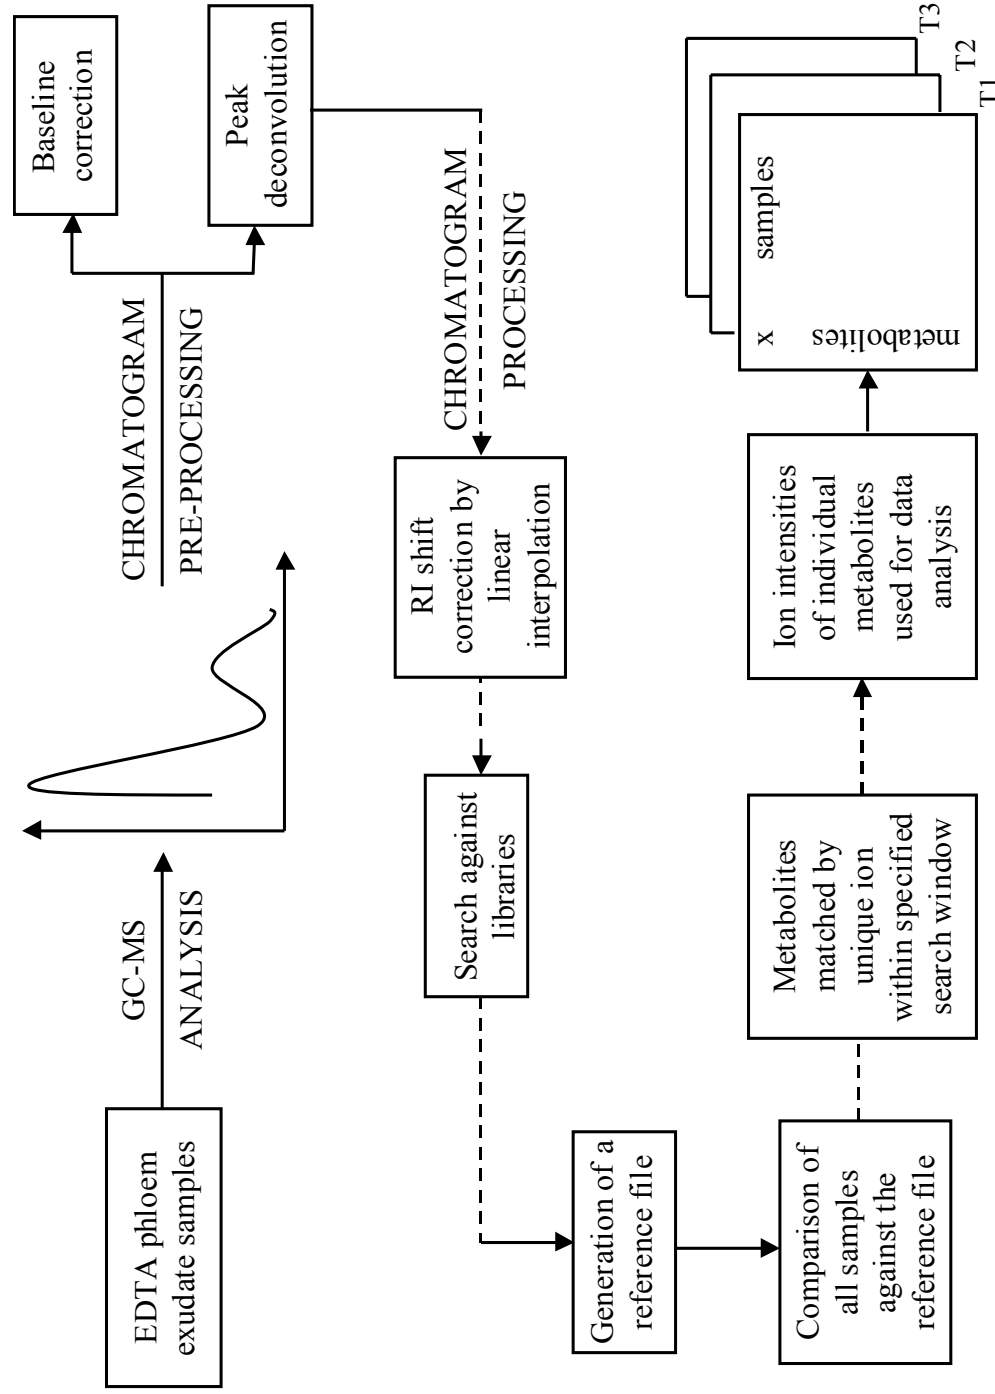 EDTA phloem
exudate samples
GC-MS
ANALYSIS
CHROMATOGRAM
PRE-PROCESSING
Baseline
correction
Peak
deconvolution
CHROMATOGRAM
PROCESSING
RI shift
correction by
linear
interpolation
Search against
libraries
Generation of a
reference file
Comparison of
all samples
against the
reference file
Metabolites
matched by
unique ion
within specified
search window
Ion intensities
of individual
metabolites
used for data
analysis
x samples
metabolites
T1
T2
T3